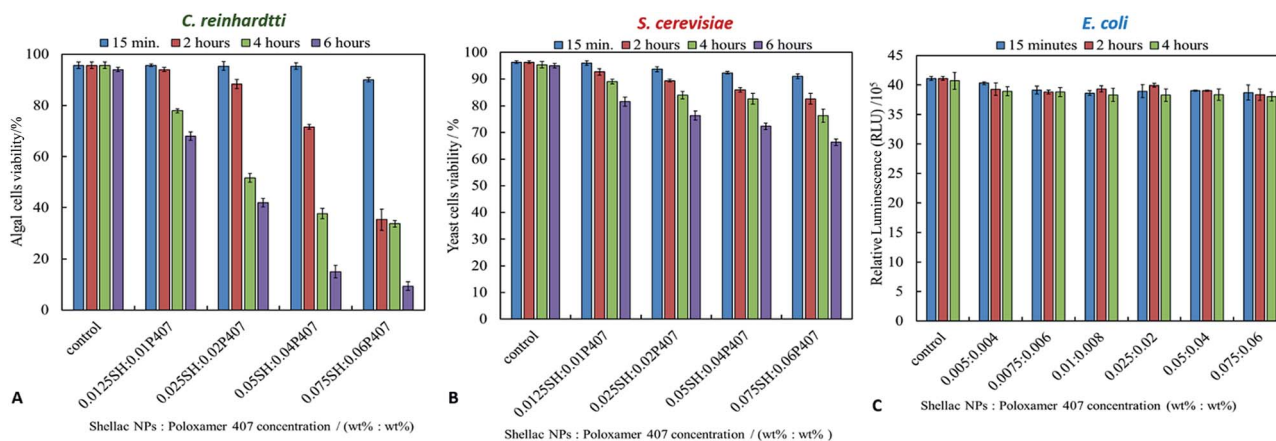 C. reinhardtti
15 min. 2 hours 4 hours 6 hours
100
80
60
40
20
0
Algal cells viability/%
control
0.0125SH:0.01P407
0.025SH:0.02P407
0.05SH:0.04P407
0.075SH:0.06P407
A
Shellac NPs : Poloxamer 407 concentration / (wt% : wt%)
S. cerevisiae
15 min. 2 hours 4 hours 6 hours
100
90
80
70
60
50
40
30
20
10
0
Yeast cells viability / %
control
0.0125SH:0.01P407
0.025SH:0.02P407
0.05SH:0.04P407
0.075SH:0.06P407
B
Shellac NPs : Poloxamer 407 concentration / (wt% : wt% )
E. coli
15 minutes 2 hours 4 hours
45
40
35
30
25
20
15
10
5
0
Relative Luminescence (RLU) /10⁵
control
0.005:0.004
0.0075:0.006
0.01:0.008
0.025:0.02
0.05:0.04
0.075:0.06
C
Shellac NPs : Poloxamer 407 concentration (wt% :wt%)